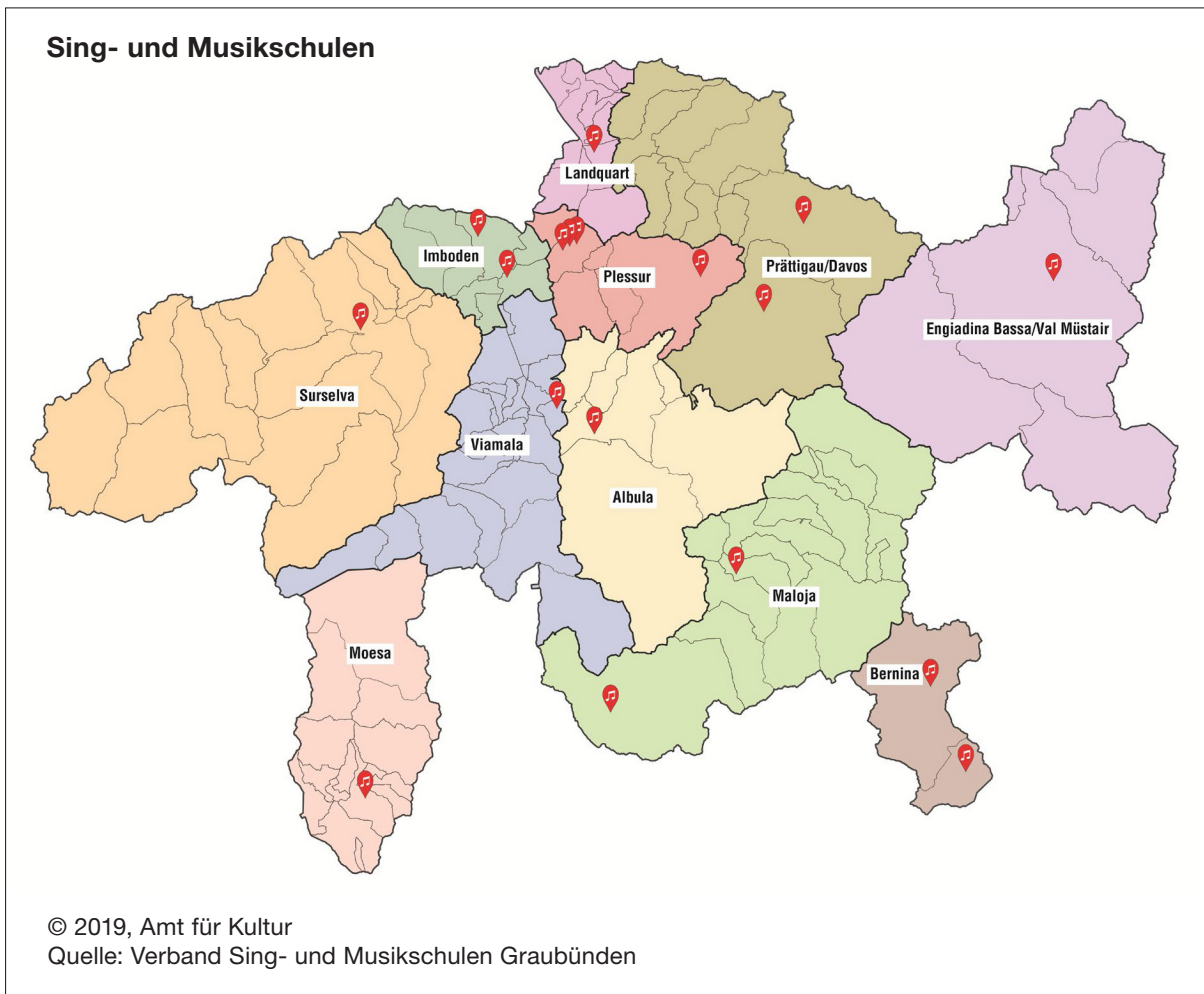 Sing- und Musikschulen
Landquart
Imboden
Plessur
Prättigau/Davos
Engiadina Bassa/Val Müstair
Surselva
Viamala
Albula
Maloja
Moesa
Bernina
© 2019, Amt für Kultur
Quelle: Verband Sing- und Musikschulen Graubünden